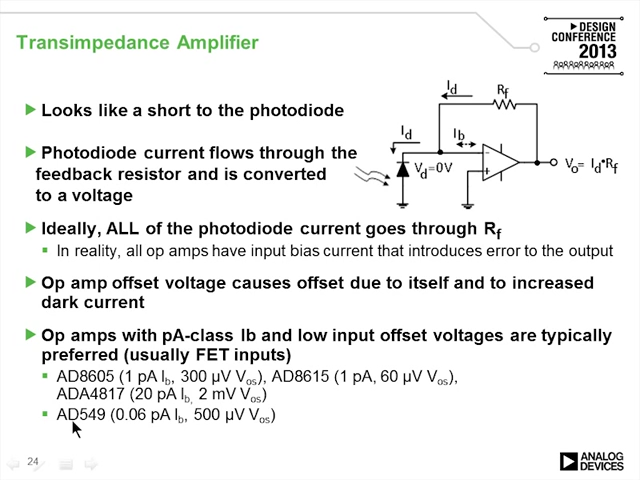 Transimpedance Amplifier
▶ DESIGN
CONFERENCE
2013
▶ Looks like a short to the photodiode
▶ Photodiode current flows through the
feedback resistor and is converted
to a voltage
I_d
R_f
I_d
I_b
V_d=0V
-
+
V_o= I_d•R_f
▶ Ideally, ALL of the photodiode current goes through R_f
▪ In reality, all op amps have input bias current that introduces error to the output
▶ Op amp offset voltage causes offset due to itself and to increased
dark current
▶ Op amps with pA-class Ib and low input offset voltages are typically
preferred (usually FET inputs)
▪ AD8605 (1 pA I_b, 300 µV V_os), AD8615 (1 pA, 60 µV V_os),
ADA4817 (20 pA I_b, 2 mV V_os)
▪ AD549 (0.06 pA I_b, 500 µV V_os)
24
ANALOG
DEVICES